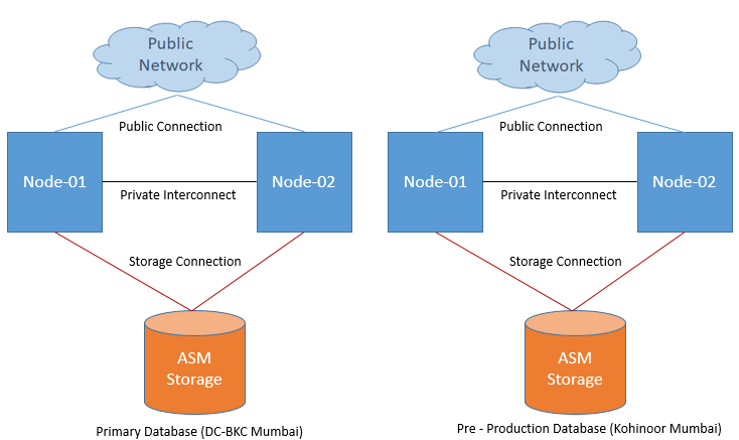 Public
Network
Public Connection
Node-01
Node-02
Private Interconnect
Storage Connection
ASM
Storage
Primary Database (DC-BKC Mumbai)
Public
Network
Public Connection
Node-01
Node-02
Private Interconnect
Storage Connection
ASM
Storage
Pre - Production Database (Kohinoor Mumbai)